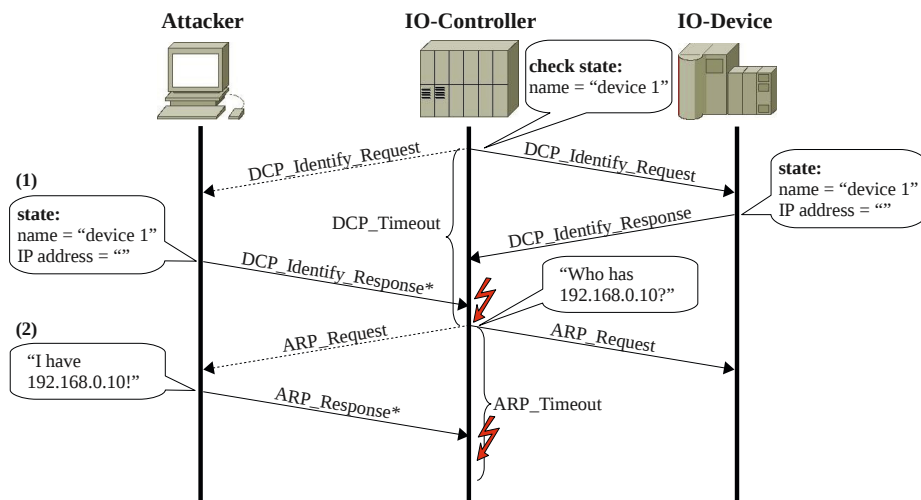 Attacker
IO-Controller
IO-Device
check state:
name = “device 1”
DCP_Identify_Request
DCP_Identify_Request
(1)
state:
name = “device 1”
IP address = “”
state:
name = “device 1”
IP address = “”
DCP_Timeout
DCP_Identify_Response
DCP_Identify_Response*
“Who has
192.168.0.10?”
(2)
ARP_Request
ARP_Request
“I have
192.168.0.10!”
ARP_Response*
ARP_Timeout